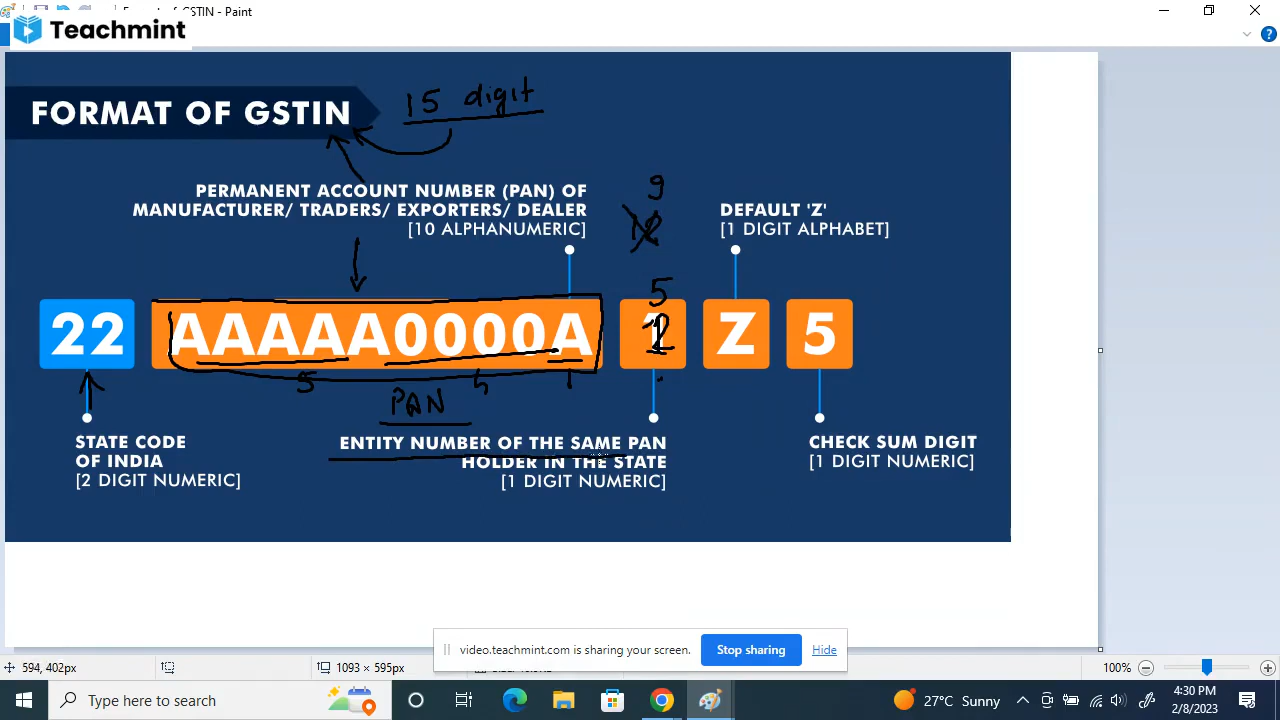 GSTIN - Paint
Teachmint
FORMAT OF GSTIN
15 digit
PERMANENT ACCOUNT NUMBER (PAN) OF
MANUFACTURER/ TRADERS/ EXPORTERS/ DEALER
[10 ALPHANUMERIC]
9
DEFAULT 'Z'
[1 DIGIT ALPHABET]
5
22 AAAAA0000A 1 Z 5
5
1
PAN
STATE CODE
OF INDIA
[2 DIGIT NUMERIC]
ENTITY NUMBER OF THE SAME PAN
HOLDER IN THE STATE
[1 DIGIT NUMERIC]
CHECK SUM DIGIT
[1 DIGIT NUMERIC]
video.teachmint.com is sharing your screen. Stop sharing Hide
594, 402px 1093 × 595px 100%
Type here to search
27°C Sunny
4:30 PM
2/8/2023